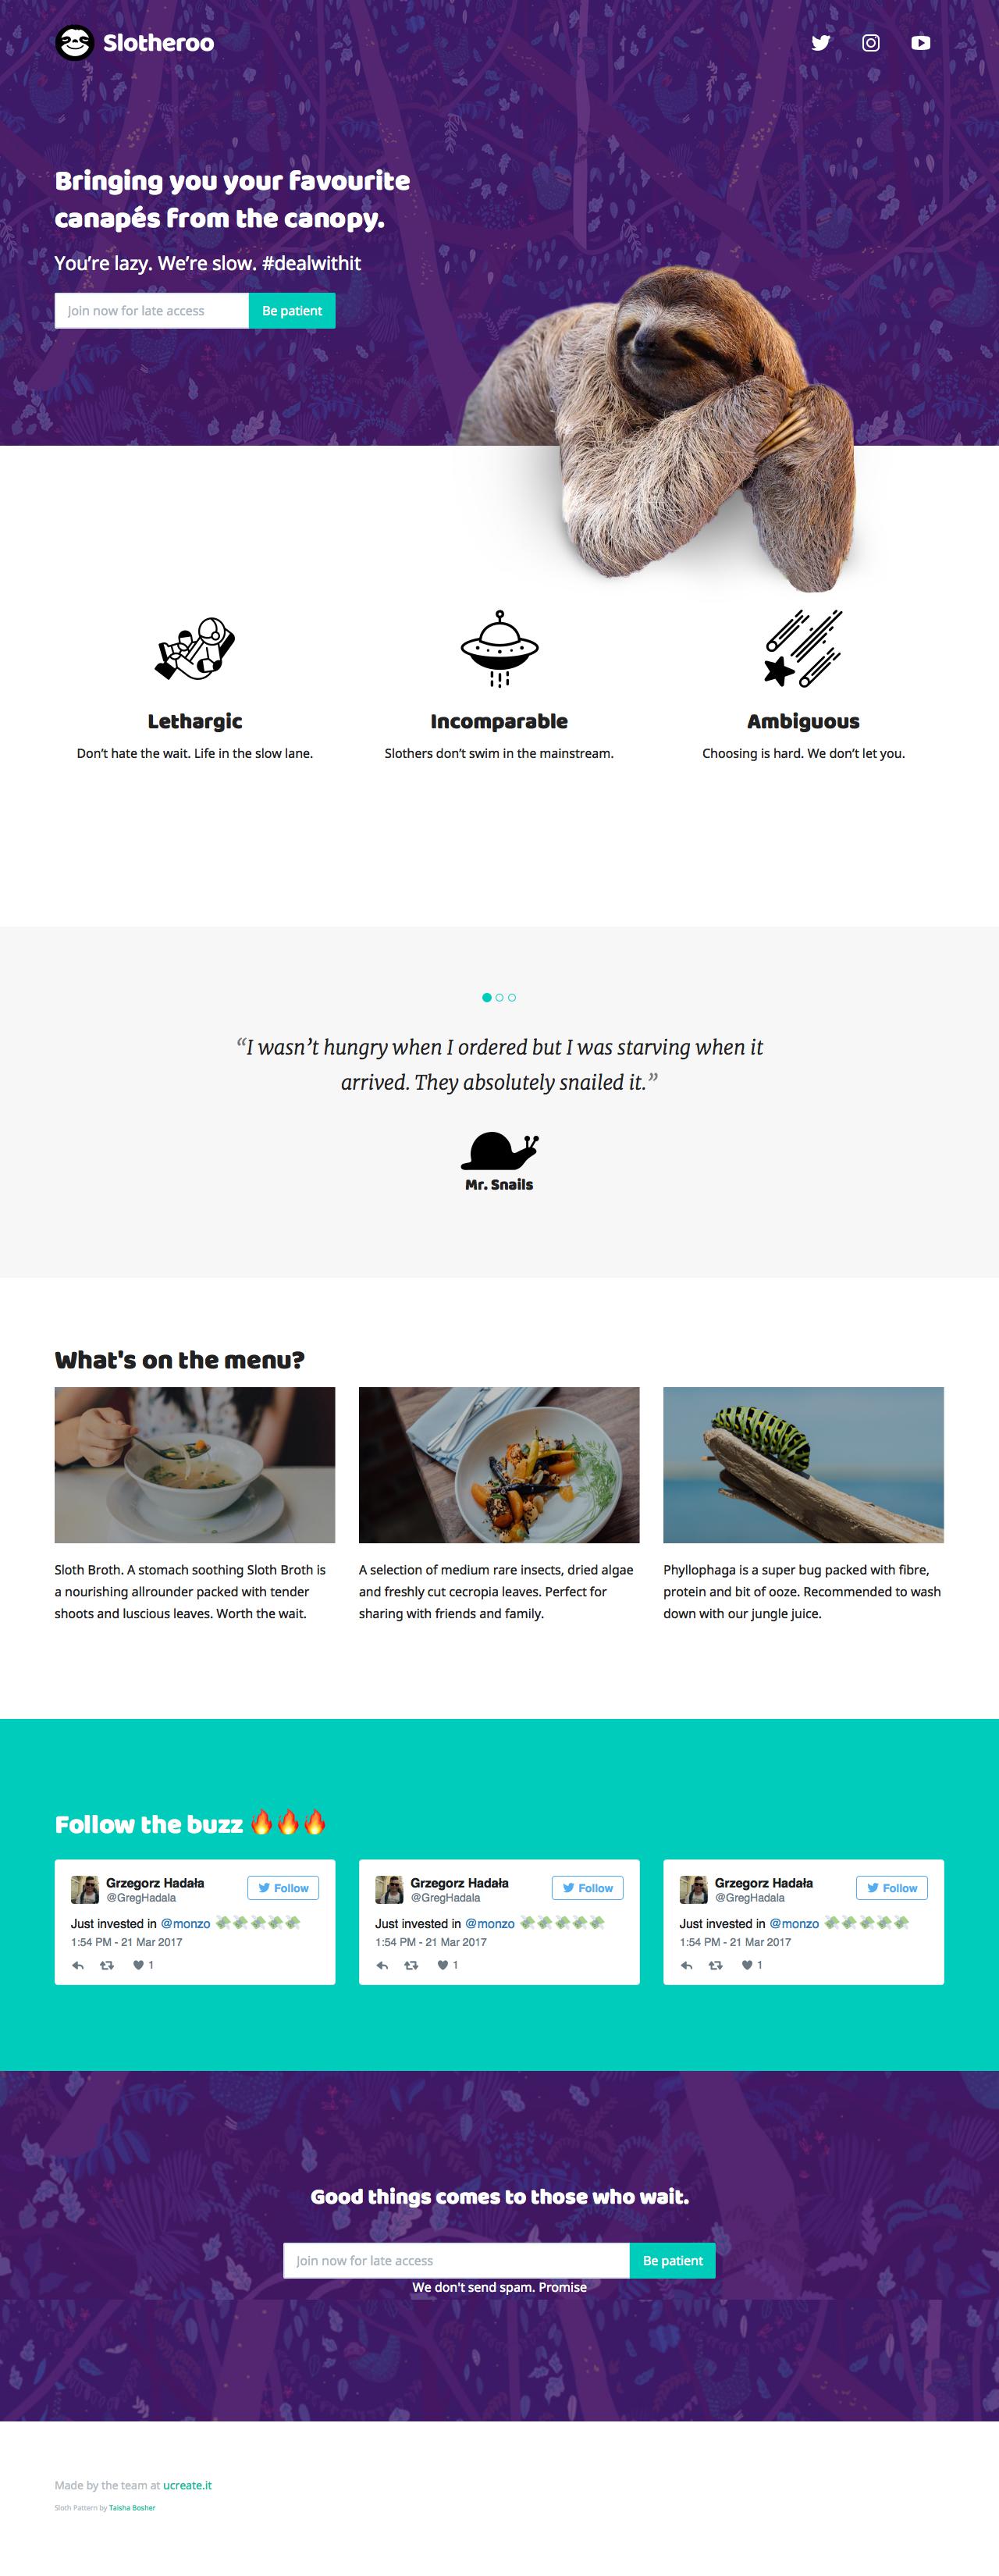 Slotheroo
Bringing you your favourite
canapés from the canopy.
You're lazy. We're slow. #dealwithit
Join now for late access
Be patient
Lethargic
Don't hate the wait. Life in the slow lane.
Incomparable
Slothers don't swim in the mainstream.
Ambiguous
Choosing is hard. We don't let you.
“I wasn't hungry when I ordered but I was starving when it
arrived. They absolutely snailed it.”
Mr. Snails
What's on the menu?
Sloth Broth. A stomach soothing Sloth Broth is
a nourishing allrounder packed with tender
shoots and luscious leaves. Worth the wait.
A selection of medium rare insects, dried algae
and freshly cut cecropia leaves. Perfect for
sharing with friends and family.
Phyllophaga is a super bug packed with fibre,
protein and bit of ooze. Recommended to wash
down with our jungle juice.
Follow the buzz 🔥🔥🔥
Grzegorz Hadała
@GregHadala
Follow
Just invested in @monzo 💸💸💸💸💸
1:54 PM - 21 Mar 2017
1
Grzegorz Hadała
@GregHadala
Follow
Just invested in @monzo 💸💸💸💸💸
1:54 PM - 21 Mar 2017
1
Grzegorz Hadała
@GregHadala
Follow
Just invested in @monzo 💸💸💸💸💸
1:54 PM - 21 Mar 2017
1
Good things comes to those who wait.
Join now for late access
Be patient
We don't send spam. Promise
Made by the team at ucreate.it
Sloth Pattern by Taisha Bosher